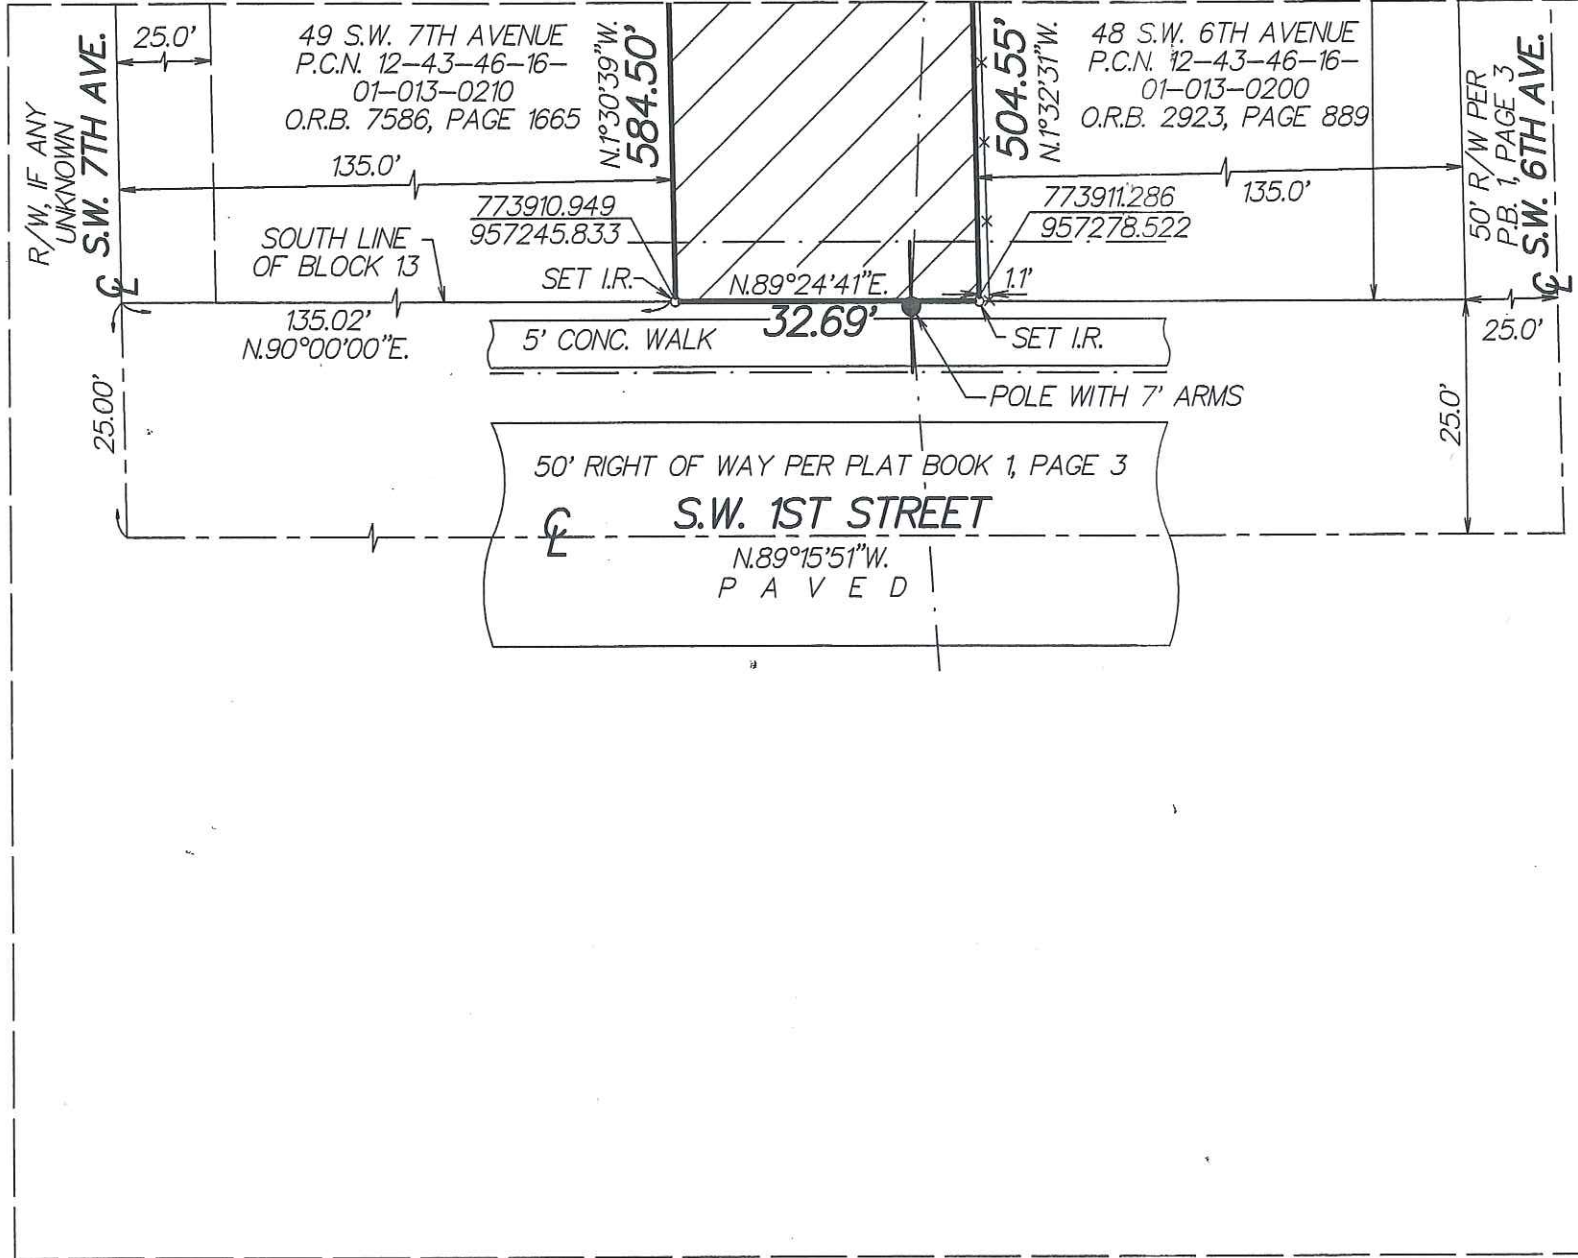 R/W, IF ANY
UNKNOWN
S.W. 7TH AVE.
25.0'
49 S.W. 7TH AVENUE
P.C.N. 12-43-46-16-
01-013-0210
O.R.B. 7586, PAGE 1665
N.1°30'39"W.
584.50'
504.55'
N.1°32'31"W.
48 S.W. 6TH AVENUE
P.C.N. 12-43-46-16-
01-013-0200
O.R.B. 2923, PAGE 889
50' R/W PER
P.B. 1, PAGE 3
S.W. 6TH AVE.
135.0'
135.0'
773910.949
957245.833
773911.286
957278.522
SOUTH LINE
OF BLOCK 13
SET I.R.
N.89°24'41"E.
1.1'
32.69'
CL
CL
135.02'
N.90°00'00"E.
5' CONC. WALK
SET I.R.
25.0'
POLE WITH 7' ARMS
25.00'
25.0'
50' RIGHT OF WAY PER PLAT BOOK 1, PAGE 3
CL
S.W. 1ST STREET
N.89°15'51"W.
PAVED